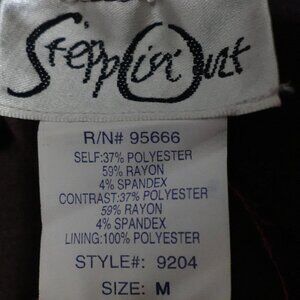 Steppin Out
R/N# 95666
SELF:37% POLYESTER
59% RAYON
4% SPANDEX
CONTRAST:37% POLYESTER
59% RAYON
4% SPANDEX
LINING:100% POLYESTER
STYLE#: 9204
SIZE: M